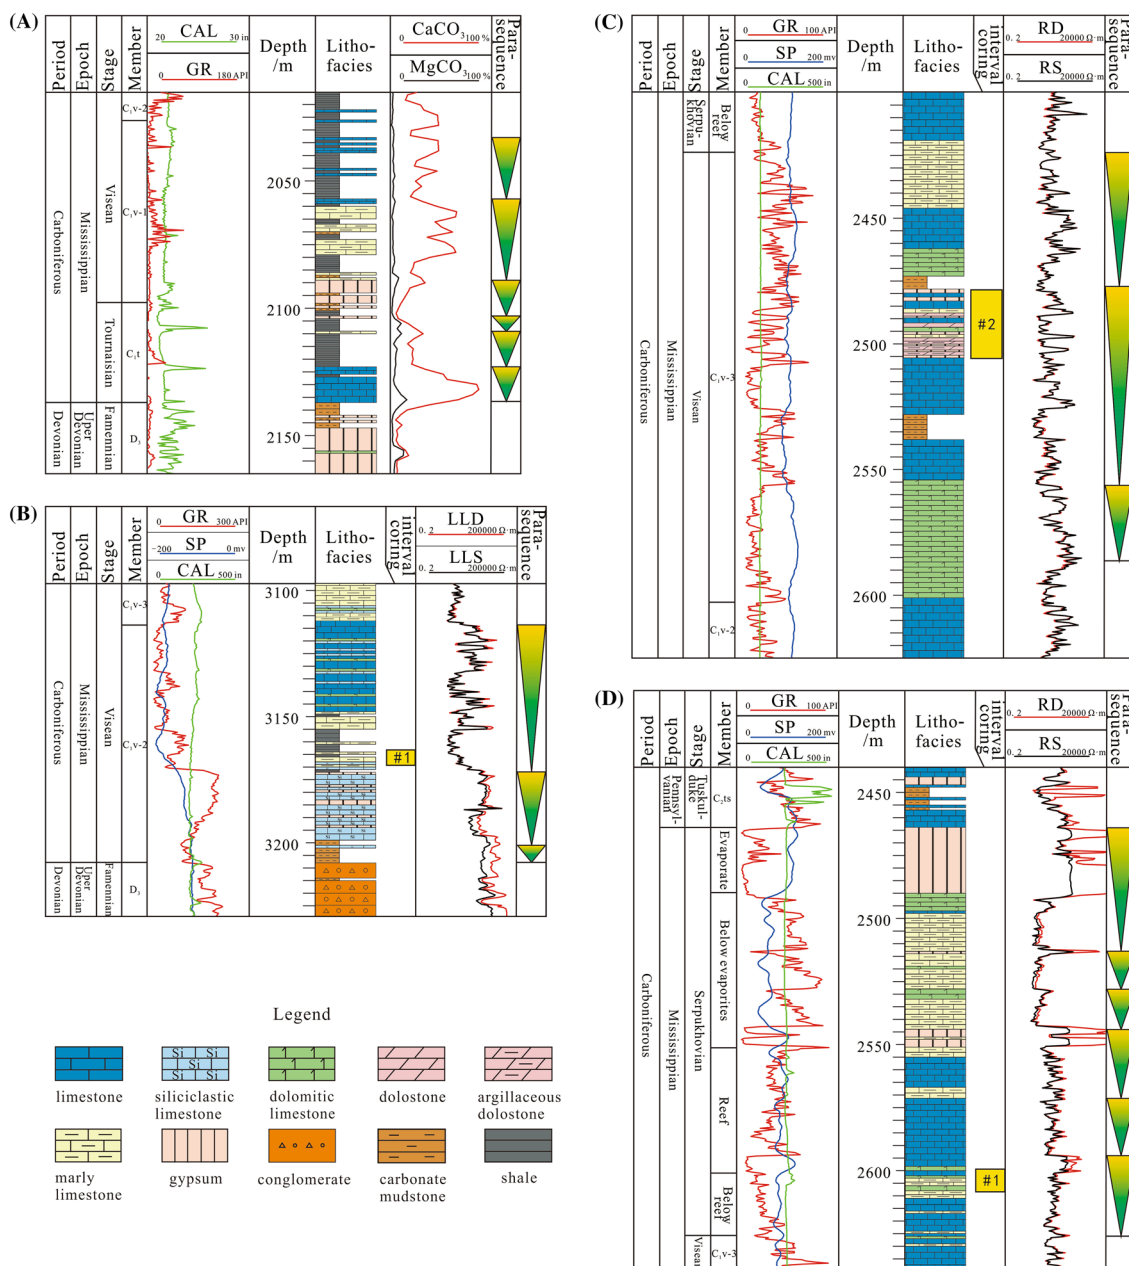 (A)
CAL
20 30 in
GR
0 180 API
Period
Epoch
Stage
Member
Depth
/m
Litho-
facies
CaCO₃
0 100 %
MgCO₃
0 100 %
Para-
sequence
Carboniferous
Devonian
Mississippian
Uper
Devonian
Visean
Tournaisian
Famennian
C₁v-2
C₁v-1
C₁t
D₃
2050
2100
2150
(B)
Period
Epoch
Stage
Member
GR
0 300 API
SP
-200 0 mv
CAL
0 500 in
Depth
/m
Litho-
facies
interval
coring
LLD
0. 2 200000 Ω·m
LLS
0. 2 200000 Ω·m
Para-
sequence
Carboniferous
Devonian
Mississippian
Uper
Devonian
Visean
Famennian
C₁v-3
C₁v-2
D₃
3100
3150
3200
#1
(C)
Period
Epoch
Stage
Member
GR
0 100 API
SP
0 200 mv
CAL
0 500 in
Depth
/m
Litho-
facies
interval
coring
RD
0. 2 20000 Ω·m
RS
0. 2 20000 Ω·m
Para-
sequence
Carboniferous
Mississippian
Serpu-
khovian
Visean
Below
reef
C₁v-3
C₁v-2
2450
2500
2550
2600
#2
(D)
Period
Epoch
Stage
Member
GR
0 100 API
SP
0 200 mv
CAL
0 500 in
Depth
/m
Litho-
facies
interval
coring
RD
0. 2 20000 Ω·m
RS
0. 2 20000 Ω·m
Para-
sequence
Carboniferous
Pennsyl-
vanian
Mississippian
Tuskul-
duke
Serpukhovian
Visean
C₂ts
Evaporate
Below evaporites
Reef
Below
reef
C₁v-3
2450
2500
2550
2600
#1
Legend
Si Si
Si
Si Si
limestone
siliciclastic
limestone
dolomitic
limestone
dolostone
argillaceous
dolostone
marly
limestone
gypsum
conglomerate
carbonate
mudstone
shale